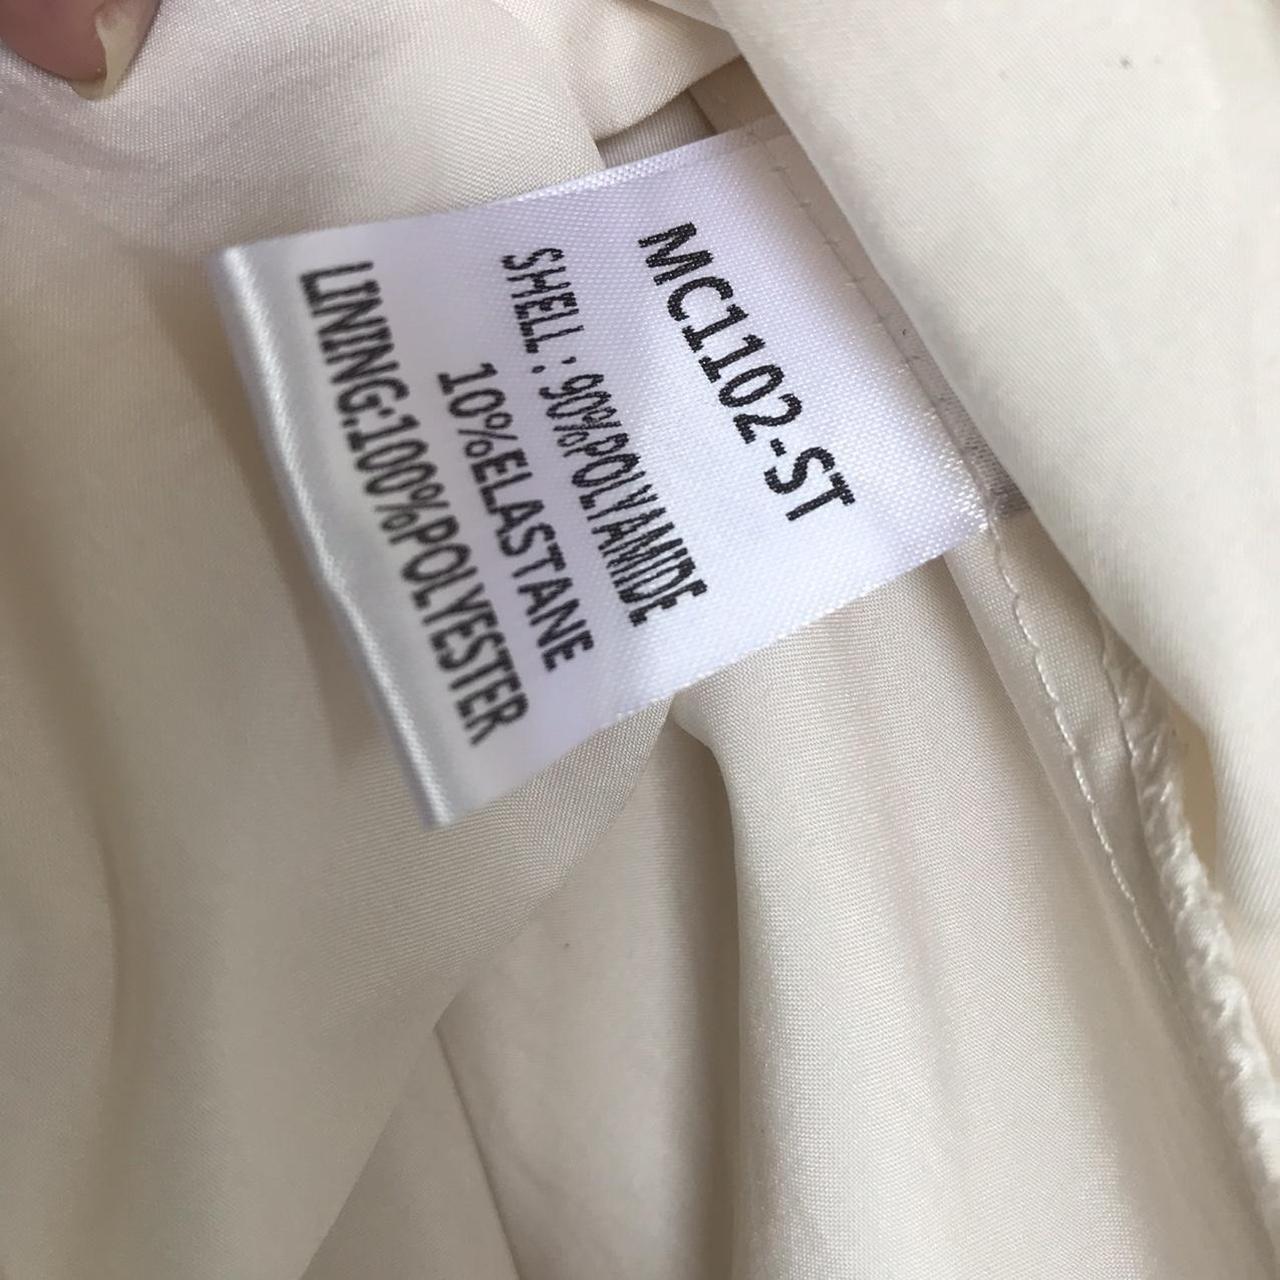 MC1102-ST
SHELL:90%POLYAMIDE
10%ELASTANE
LINING:100%POLYESTER